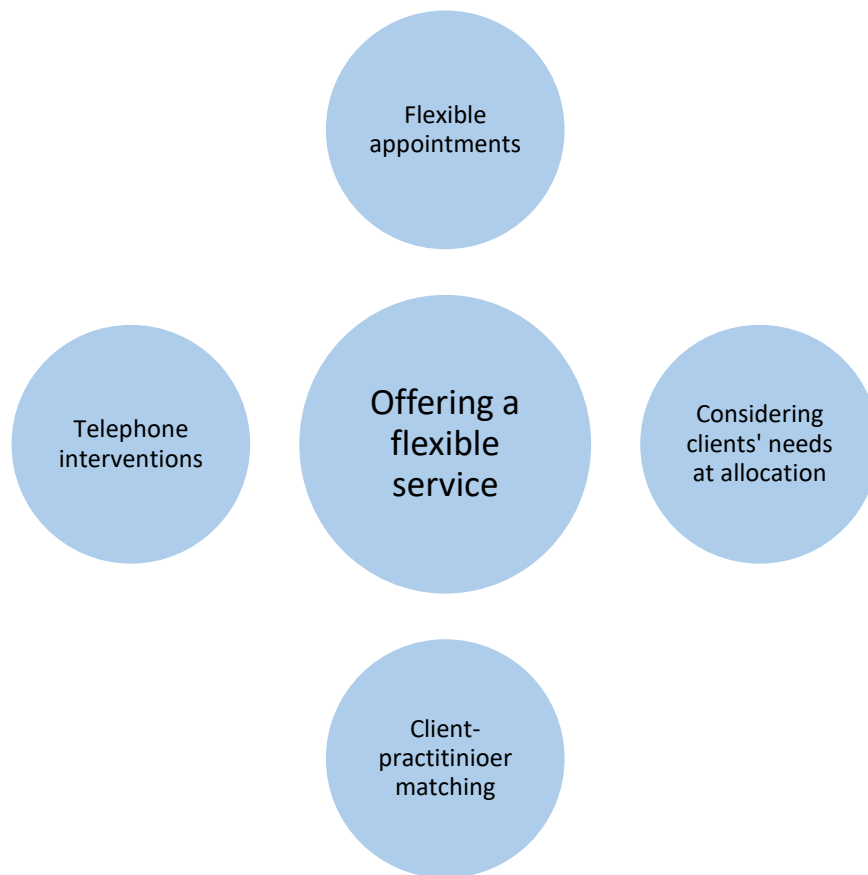 Flexible
appointments
Telephone
interventions
Offering a
flexible
service
Considering
clients' needs
at allocation
Client-
practitinioer
matching